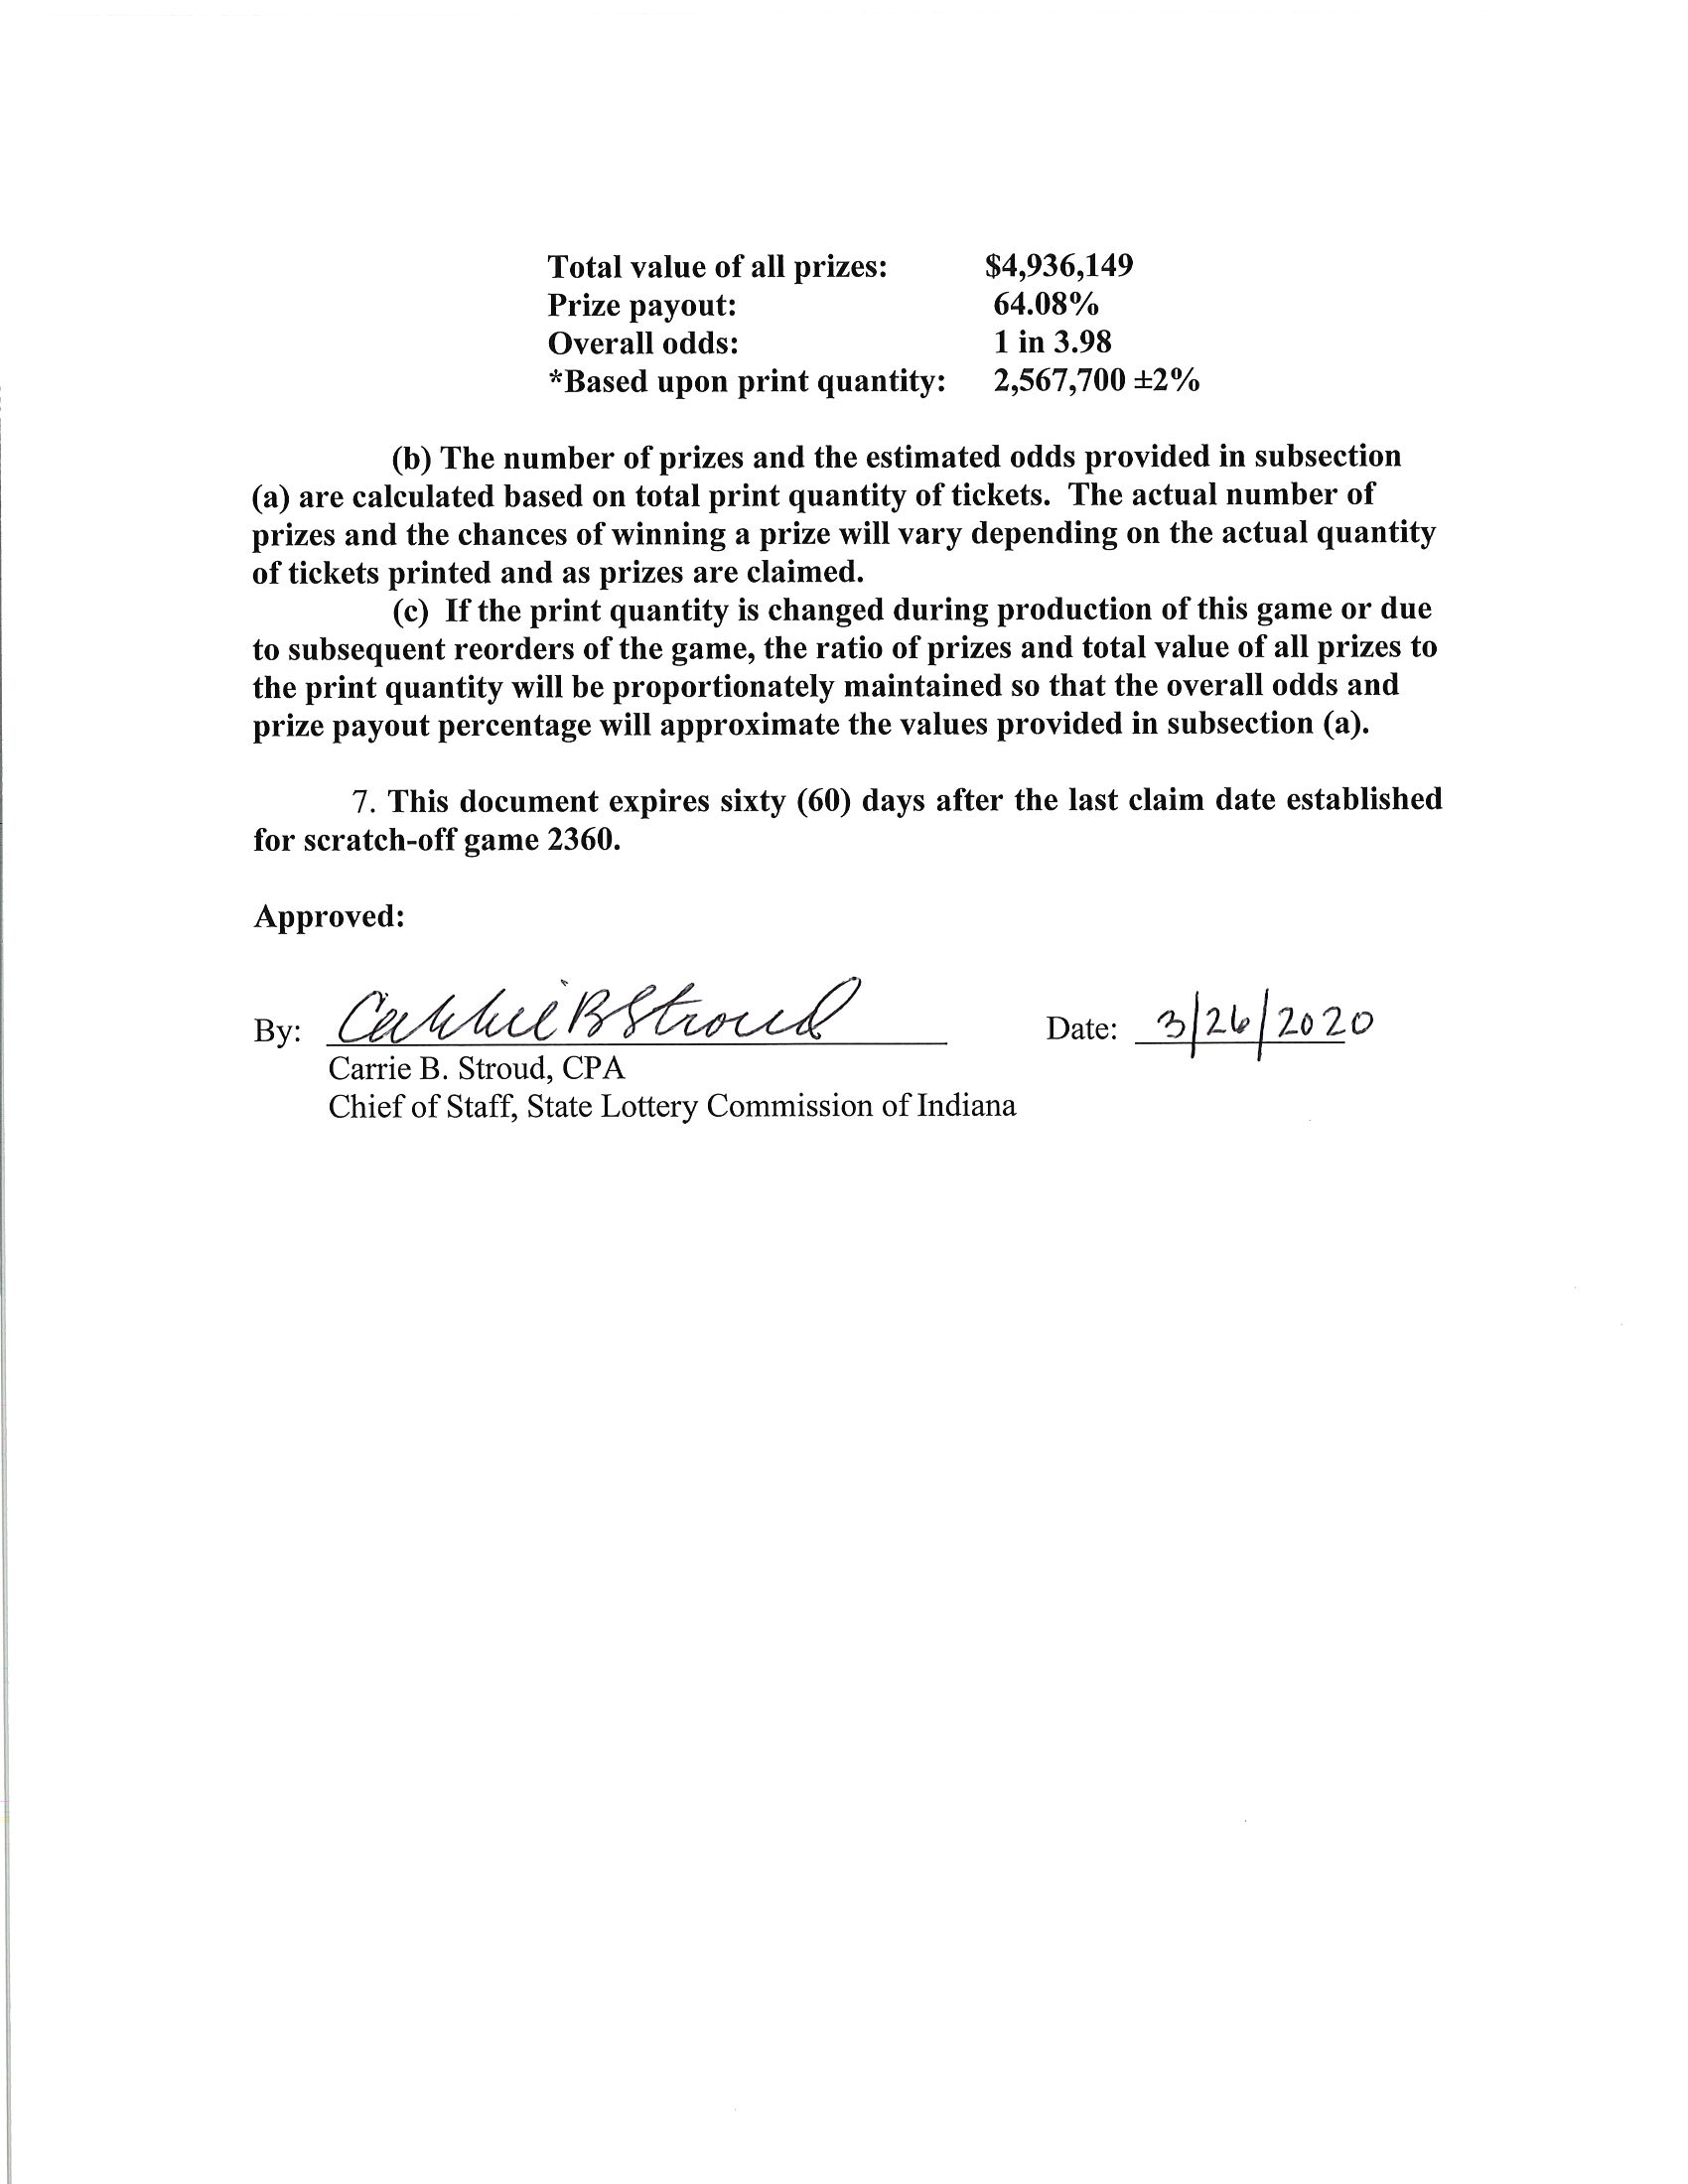 Total value of all prizes: $4,936,149
Prize payout: 64.08%
Overall odds: 1 in 3.98
*Based upon print quantity: 2,567,700 ±2%
(b) The number of prizes and the estimated odds provided in subsection
(a) are calculated based on total print quantity of tickets. The actual number of
prizes and the chances of winning a prize will vary depending on the actual quantity
of tickets printed and as prizes are claimed.
(c) If the print quantity is changed during production of this game or due
to subsequent reorders of the game, the ratio of prizes and total value of all prizes to
the print quantity will be proportionately maintained so that the overall odds and
prize payout percentage will approximate the values provided in subsection (a).
7. This document expires sixty (60) days after the last claim date established
for scratch-off game 2360.
Approved:
By: Carrie B Stroud Date: 3/26/2020
Carrie B. Stroud, CPA
Chief of Staff, State Lottery Commission of Indiana